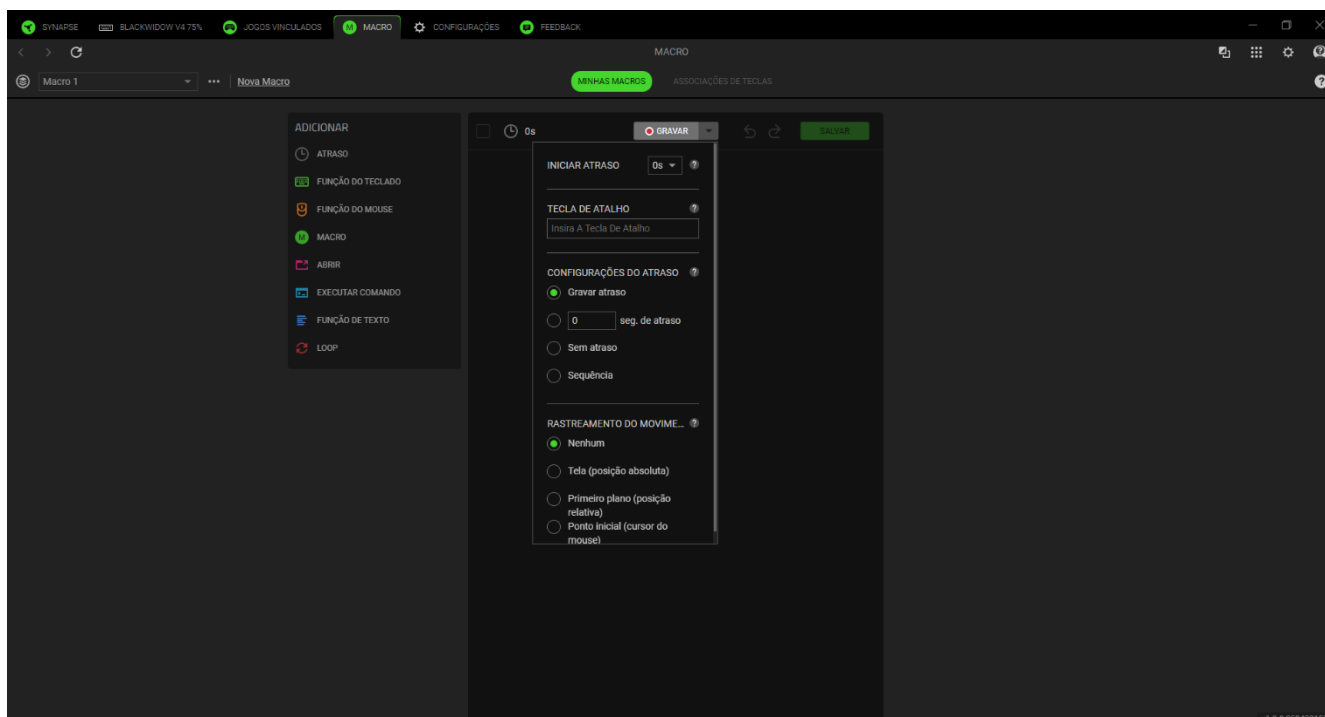 SYNAPSE BLACKWIDOW V4 75% JOGOS VINCULADOS M MACRO CONFIGURAÇÕES FEEDBACK
MACRO
Macro 1 Nova Macro MINHAS MACROS ASSOCIAÇÕES DE TECLAS ?
ADICIONAR
ATRASO
FUNÇÃO DO TECLADO
FUNÇÃO DO MOUSE
M MACRO
ABRIR
EXECUTAR COMANDO
FUNÇÃO DE TEXTO
LOOP
0s GRAVAR SALVAR
INICIAR ATRASO 0s ?
TECLA DE ATALHO ?
Insira A Tecla De Atalho
CONFIGURAÇÕES DO ATRASO ?
Gravar atraso
0 seg. de atraso
Sem atraso
Sequência
RASTREAMENTO DO MOVIME... ?
Nenhum
Tela (posição absoluta)
Primeiro plano (posição
relativa)
Ponto inicial (cursor do
mouse)